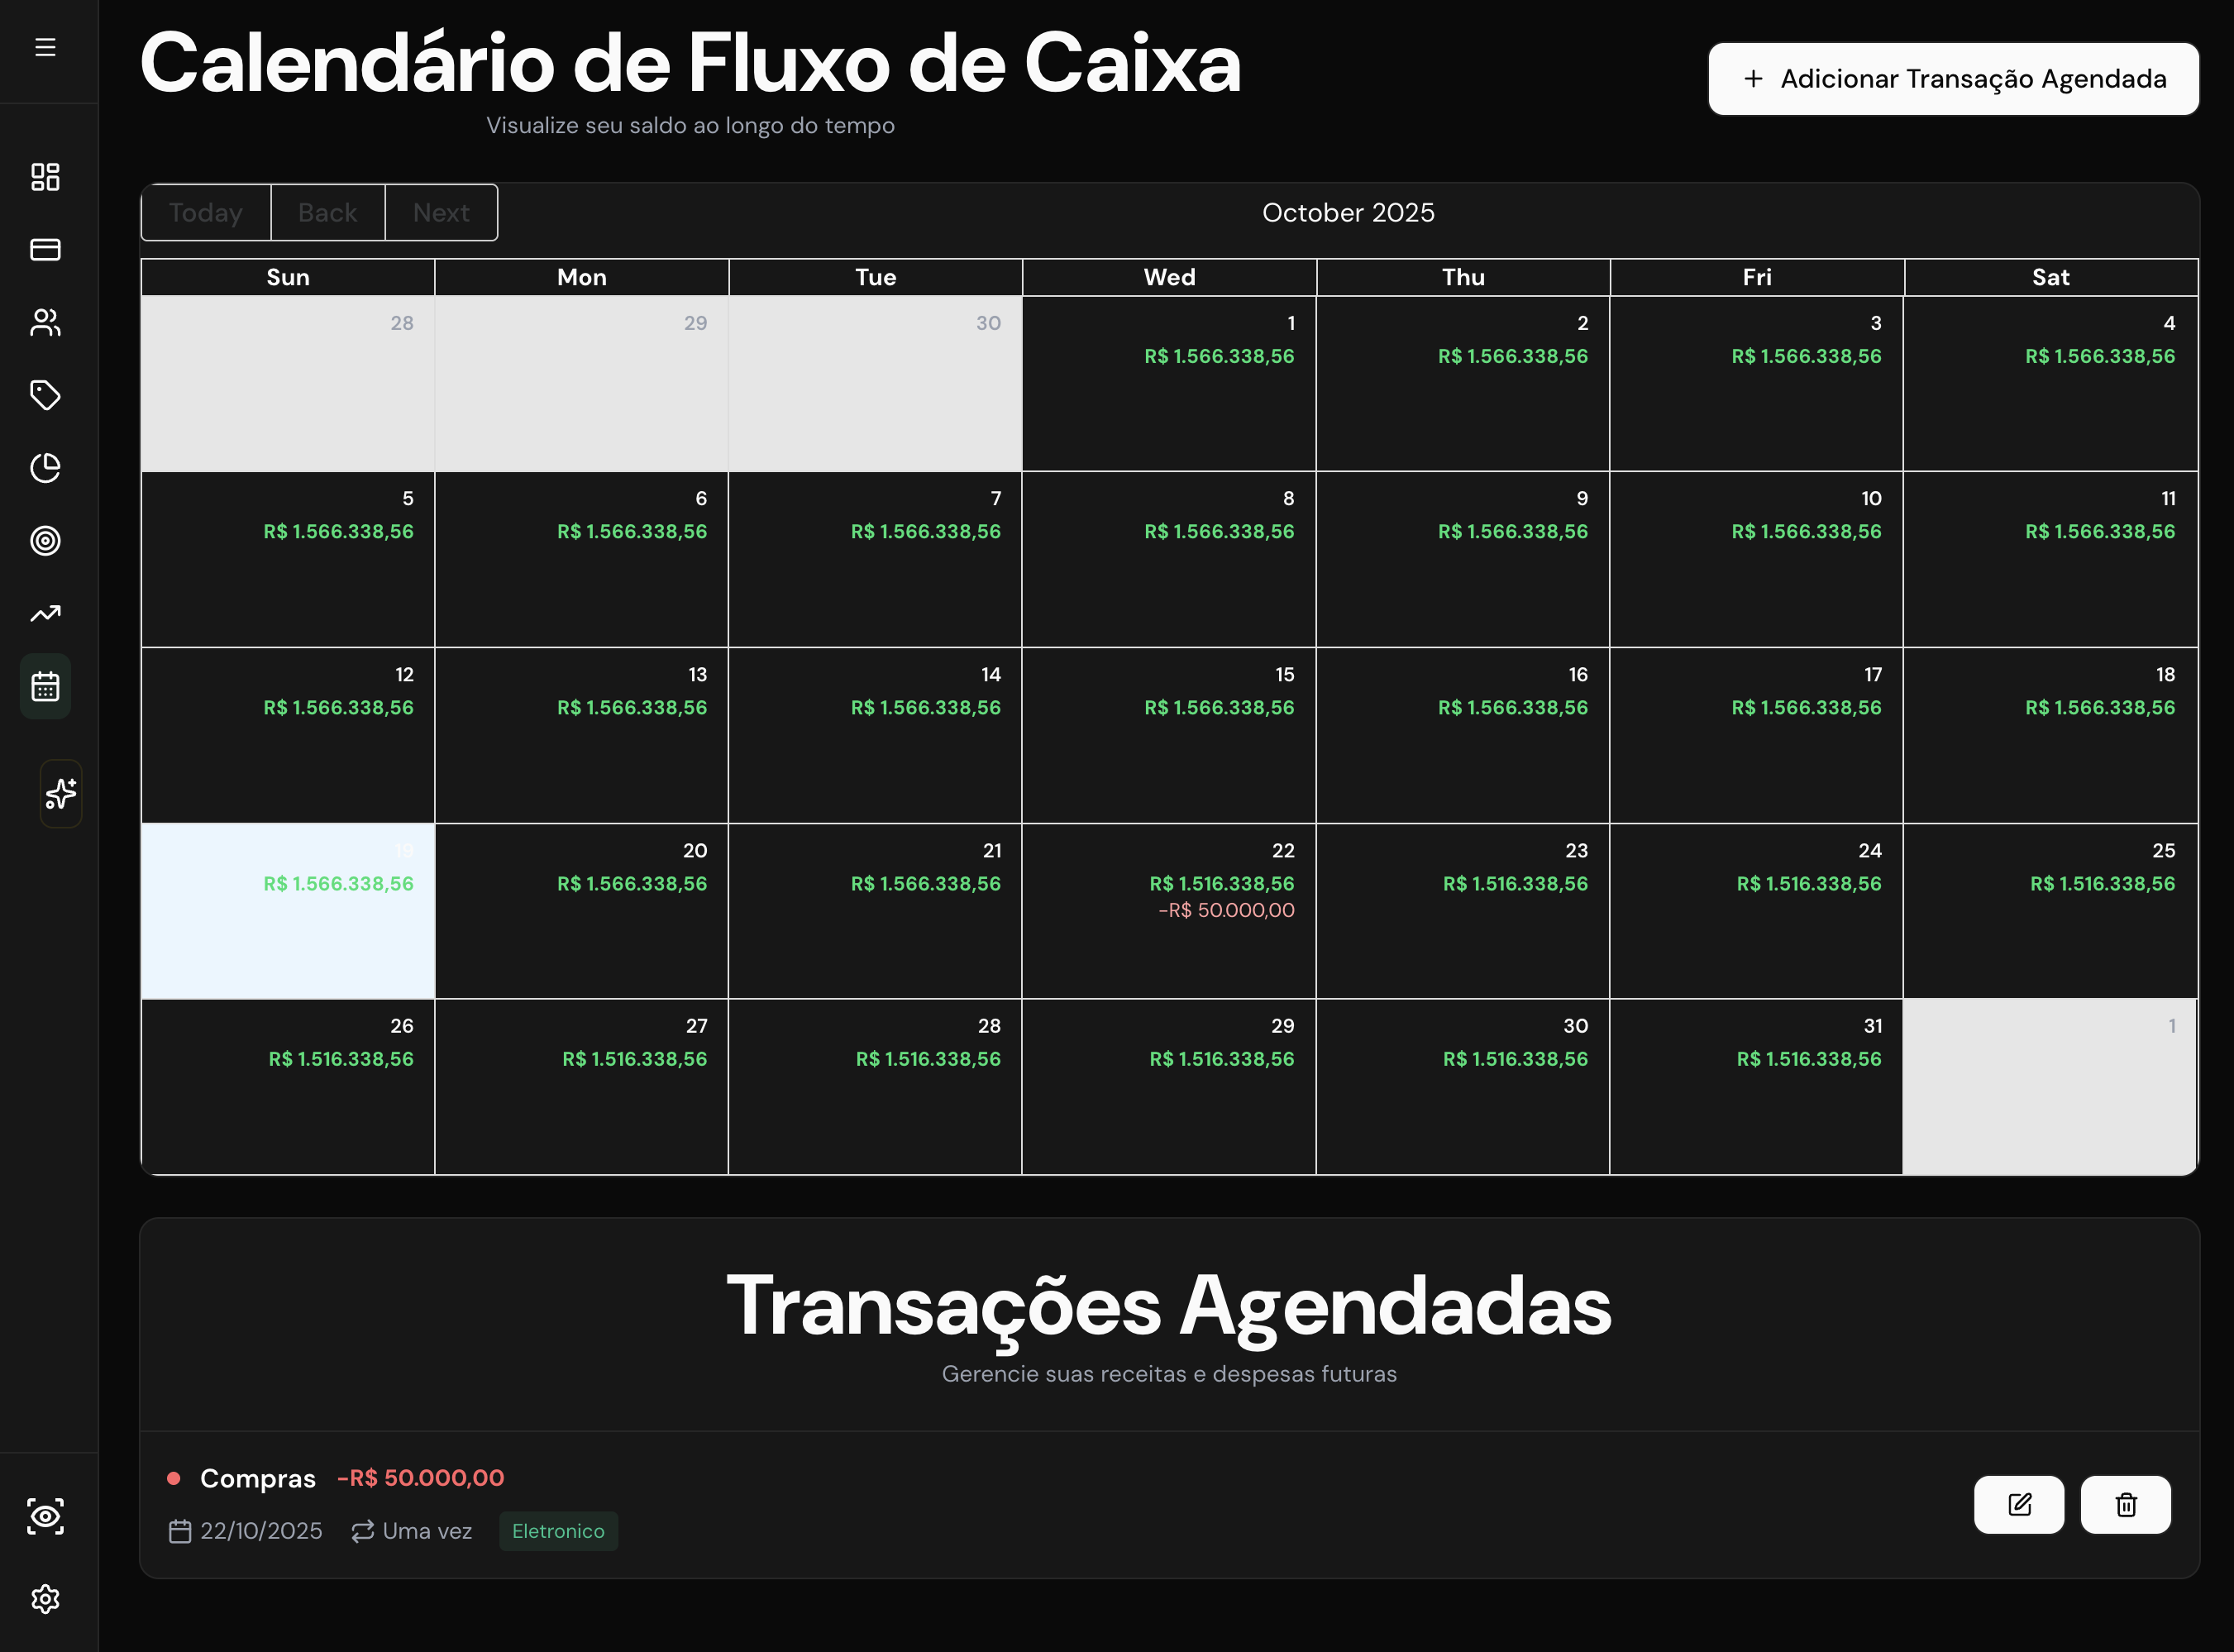 Calendário de Fluxo de Caixa
Visualize seu saldo ao longo do tempo
+ Adicionar Transação Agendada
Today Back Next October 2025
Sun Mon Tue Wed Thu Fri Sat
28 29 30 1 2 3 4
R$ 1.566.338,56 R$ 1.566.338,56 R$ 1.566.338,56 R$ 1.566.338,56
5 6 7 8 9 10 11
R$ 1.566.338,56 R$ 1.566.338,56 R$ 1.566.338,56 R$ 1.566.338,56 R$ 1.566.338,56 R$ 1.566.338,56 R$ 1.566.338,56
12 13 14 15 16 17 18
R$ 1.566.338,56 R$ 1.566.338,56 R$ 1.566.338,56 R$ 1.566.338,56 R$ 1.566.338,56 R$ 1.566.338,56 R$ 1.566.338,56
19 20 21 22 23 24 25
R$ 1.566.338,56 R$ 1.566.338,56 R$ 1.566.338,56 R$ 1.516.338,56 R$ 1.516.338,56 R$ 1.516.338,56 R$ 1.516.338,56
-R$ 50.000,00
26 27 28 29 30 31 1
R$ 1.516.338,56 R$ 1.516.338,56 R$ 1.516.338,56 R$ 1.516.338,56 R$ 1.516.338,56 R$ 1.516.338,56
Transações Agendadas
Gerencie suas receitas e despesas futuras
Compras -R$ 50.000,00
22/10/2025 Uma vez Eletronico